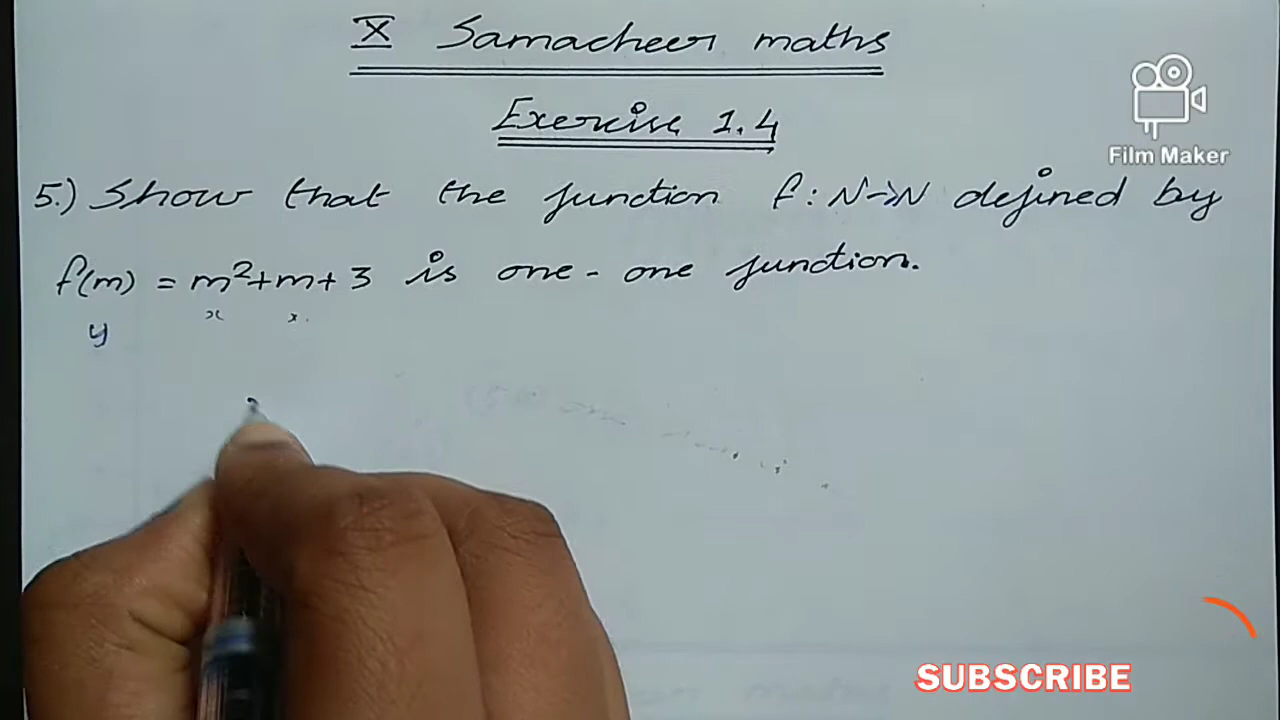 X Samacheer maths
Exercise 1.4
Film Maker
5.) Show that the function f : N→N defined by
f(m) = m²+m+3 is one-one function.
x x
y
SUBSCRIBE